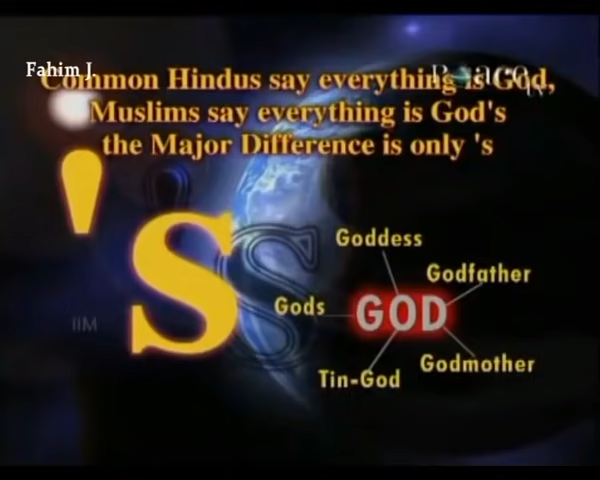 Fahim J.
Common Hindus say everything is God,
Muslims say everything is God's
the Major Difference is only 's
's
Goddess
Godfather
Gods
GOD
Godmother
Tin-God
IIM